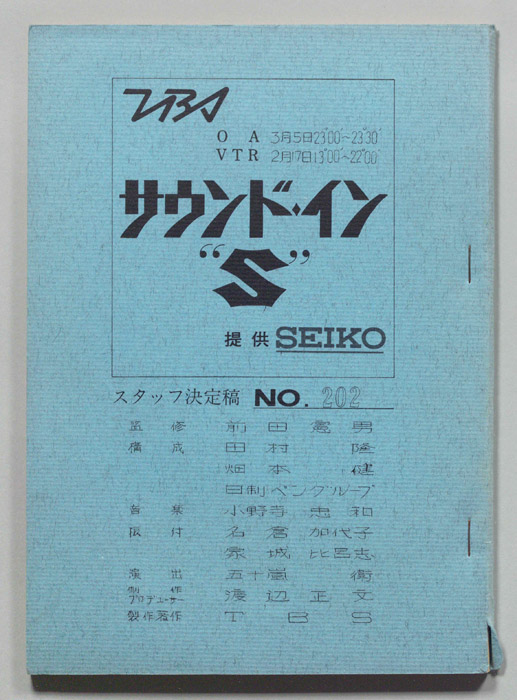 TBS
O A 3月5日23°00'~23°30'
VTR 2月17日13°00'~22°00'
サウンド・イン
“S”
提供 SEIKO
スタッフ決定稿 NO. 202
監修 前田憲男
構成 田村隆
畑本健
日制ペングループ
音楽 小野寺忠和
振付 名倉加代子
家城比呂志
演出 五十嵐衛
制作
プロデューサー 渡辺正文
製作著作 TBS